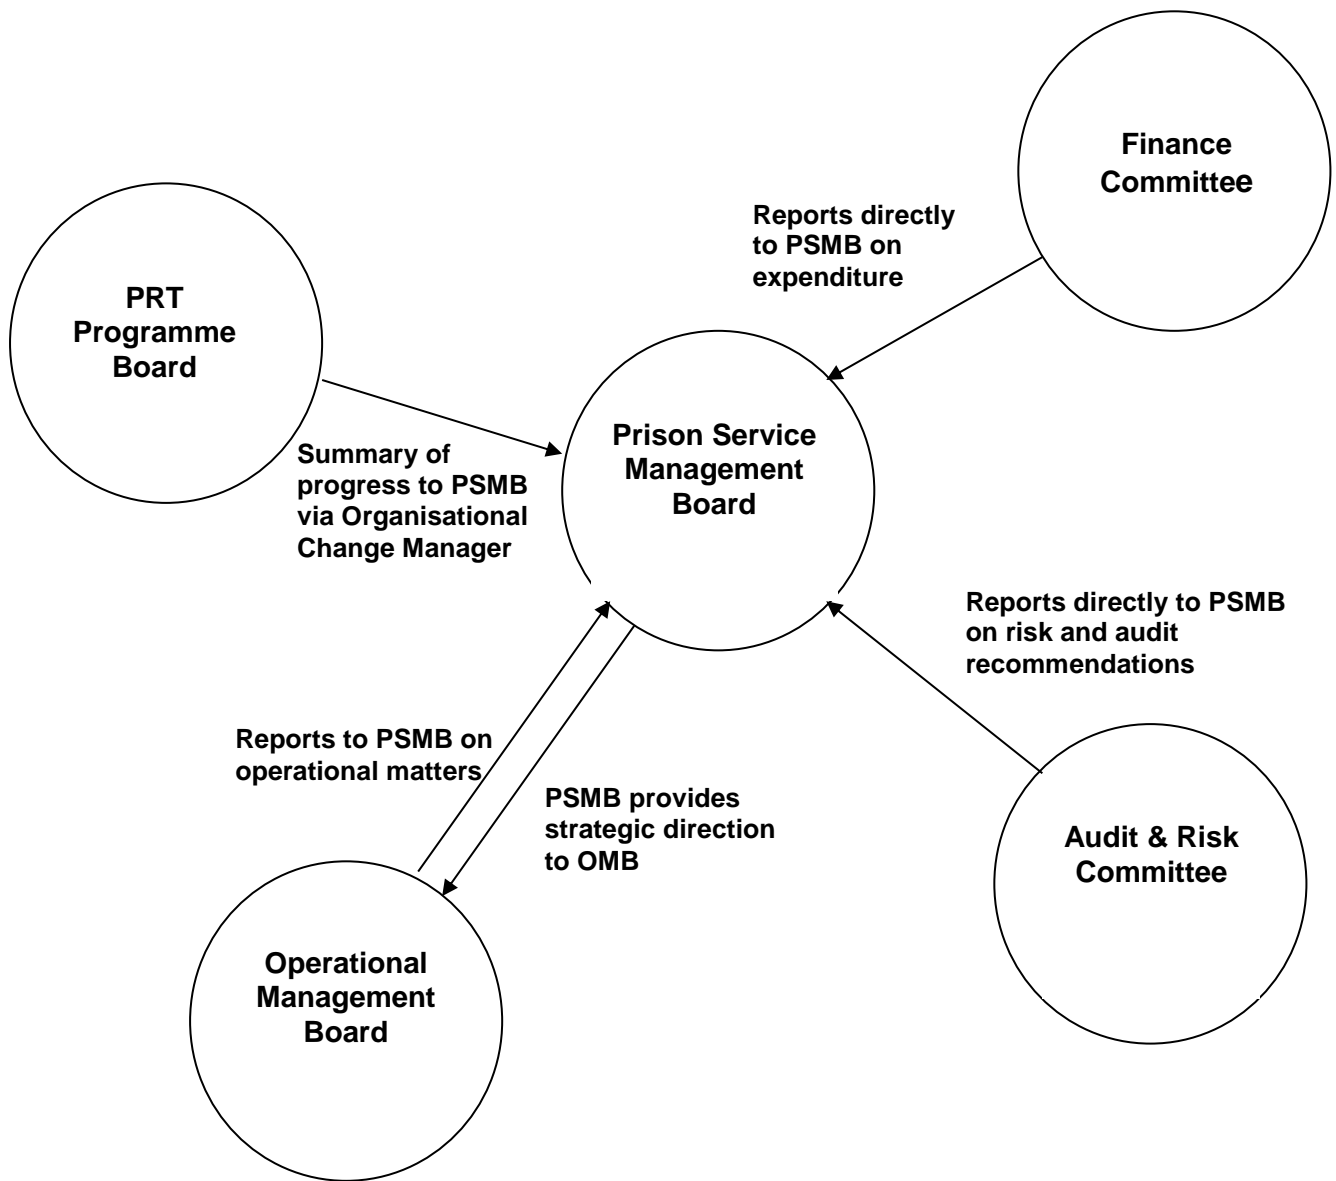 Finance
Committee
Reports directly
to PSMB on
expenditure
PRT
Programme
Board
Prison Service
Management
Board
Summary of
progress to PSMB
via Organisational
Change Manager
Reports directly to PSMB
on risk and audit
recommendations
Reports to PSMB on
operational matters
PSMB provides
strategic direction
to OMB
Audit & Risk
Committee
Operational
Management
Board